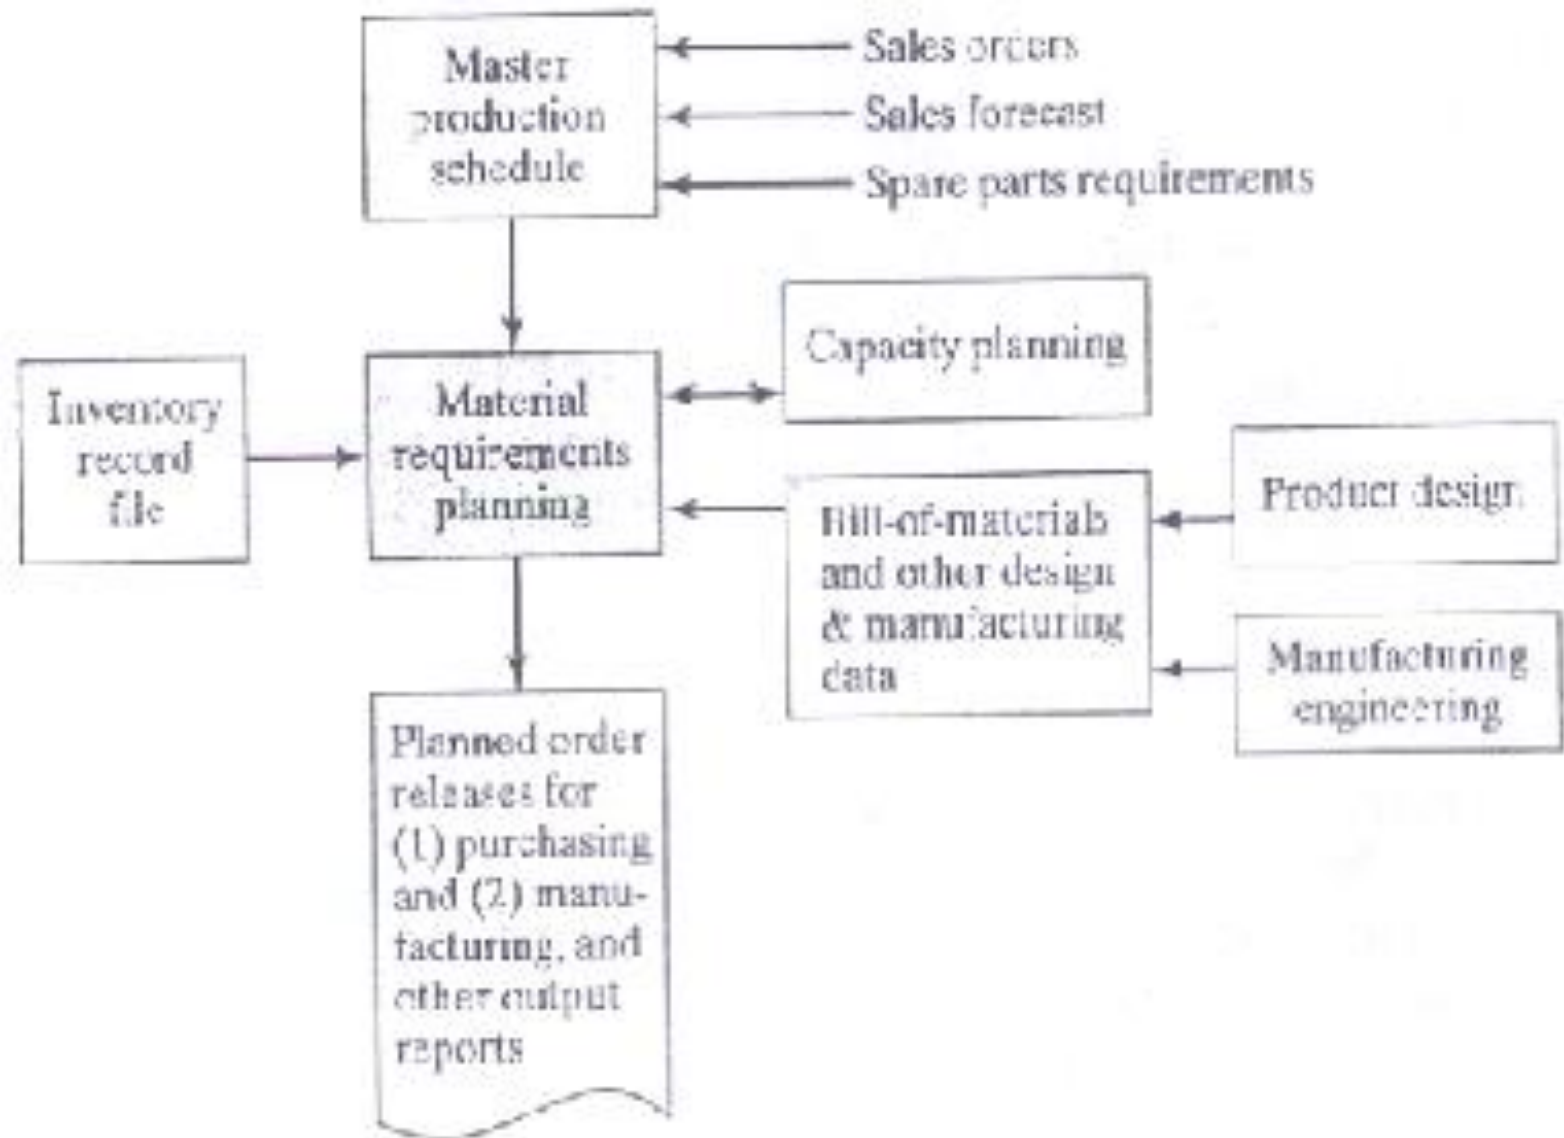 Master
production
schedule
Sales orders
Sales forecast
Spare parts requirements
Capacity planning
Inventory
record
file
Material
requirements
planning
Bill-of-materials
and other design
& manufacturing
data
Product design
Manufacturing
engineering
Planned order
releases for
(1) purchasing
and (2) manu-
facturing, and
other output
reports